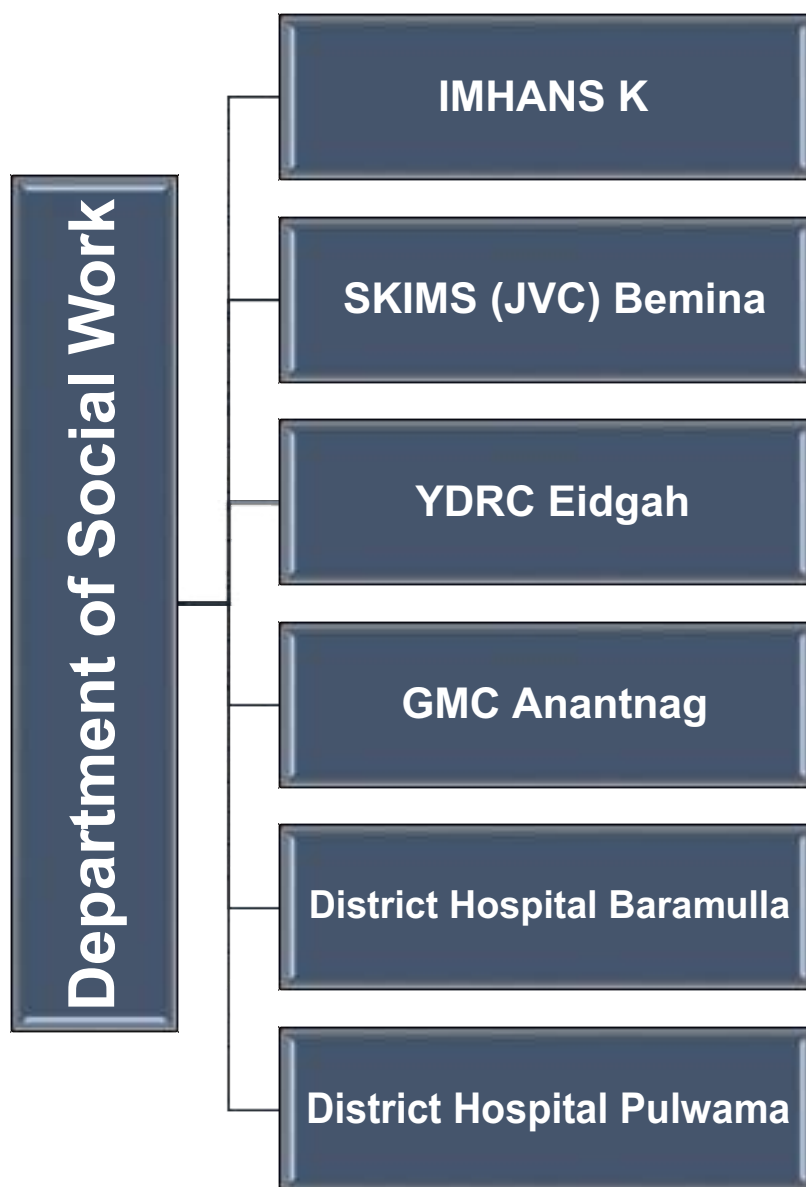 Department of Social Work
IMHANS K
SKIMS (JVC) Bemina
YDRC Eidgah
GMC Anantnag
District Hospital Baramulla
District Hospital Pulwama